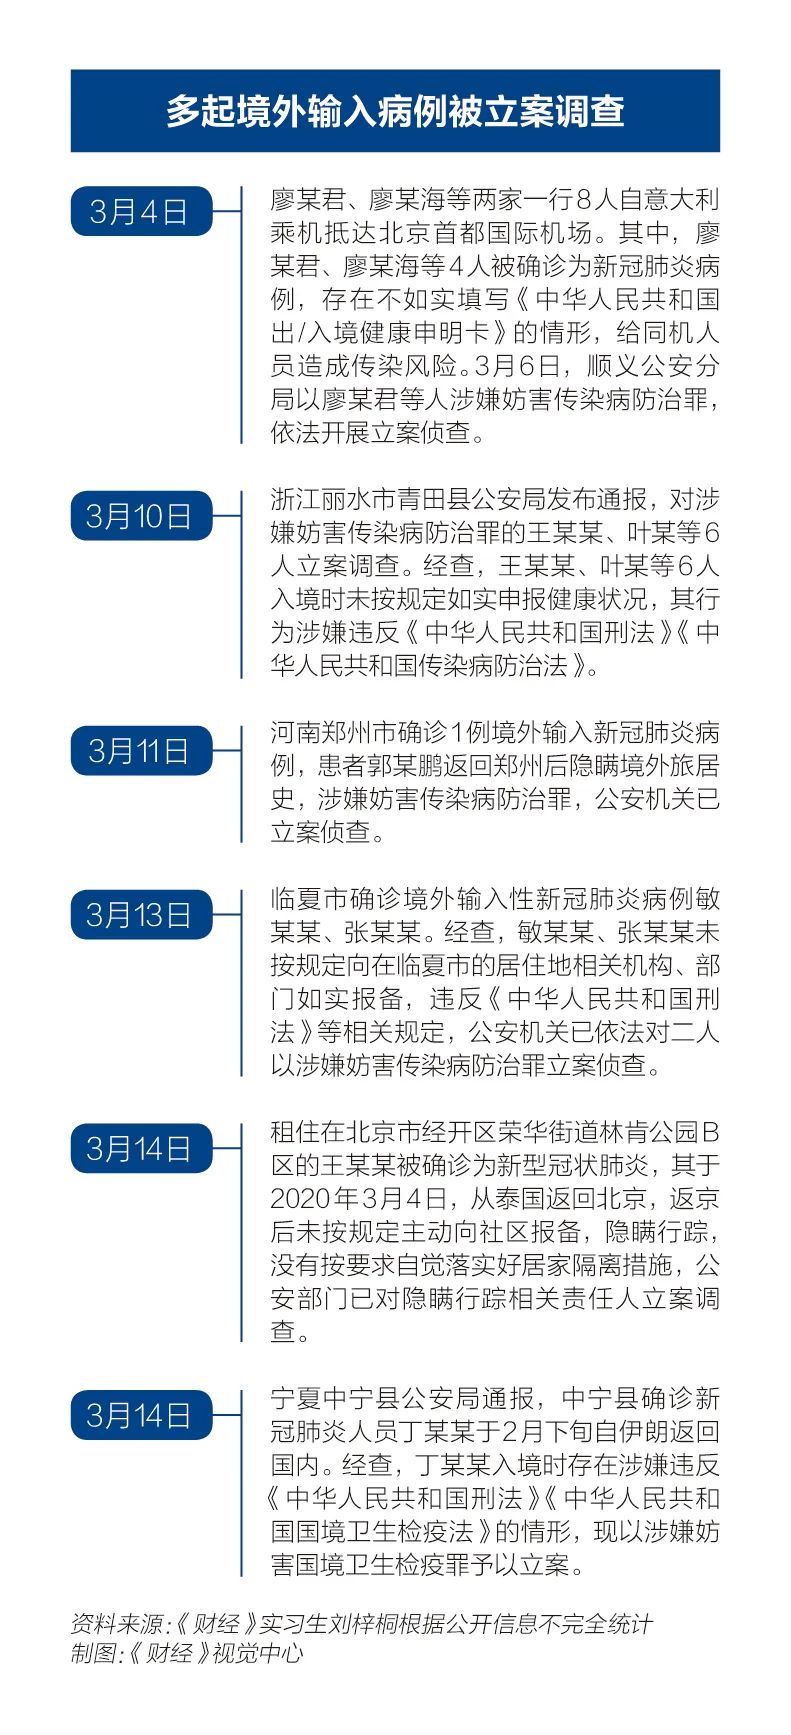 多起境外输入病例被立案调查
3月4日
廖某君、廖某海等两家一行8人自意大利
乘机抵达北京首都国际机场。其中，廖
某君、廖某海等4人被确诊为新冠肺炎病
例，存在不如实填写《中华人民共和国
出/入境健康申明卡》的情形，给同机人
员造成传染风险。3月6日，顺义公安分
局以廖某君等人涉嫌妨害传染病防治罪，
依法开展立案侦查。
3月10日
浙江丽水市青田县公安局发布通报，对涉
嫌妨害传染病防治罪的王某某、叶某等6
人立案调查。经查，王某某、叶某等6人
入境时未按规定如实申报健康状况，其行
为涉嫌违反《中华人民共和国刑法》《中
华人民共和国传染病防治法》。
3月11日
河南郑州市确诊1例境外输入新冠肺炎病
例，患者郭某鹏返回郑州后隐瞒境外旅居
史，涉嫌妨害传染病防治罪，公安机关已
立案侦查。
3月13日
临夏市确诊境外输入性新冠肺炎病例敏
某某、张某某。经查，敏某某、张某某未
按规定向在临夏市的居住地相关机构、部
门如实报备，违反《中华人民共和国刑
法》等相关规定，公安机关已依法对二人
以涉嫌妨害传染病防治罪立案侦查。
3月14日
租住在北京市经开区荣华街道林肯公园B
区的王某某被确诊为新型冠状肺炎，其于
2020年3月4日，从泰国返回北京，返京
后未按规定主动向社区报备，隐瞒行踪，
没有按要求自觉落实好居家隔离措施，公
安部门已对隐瞒行踪相关责任人立案调
查。
3月14日
宁夏中宁县公安局通报，中宁县确诊新
冠肺炎人员丁某某于2月下旬自伊朗返回
国内。经查，丁某某入境时存在涉嫌违反
《中华人民共和国刑法》《中华人民共和
国国境卫生检疫法》的情形，现以涉嫌妨
害国境卫生检疫罪予以立案。
资料来源：《财经》实习生刘梓桐根据公开信息不完全统计
制图：《财经》视觉中心